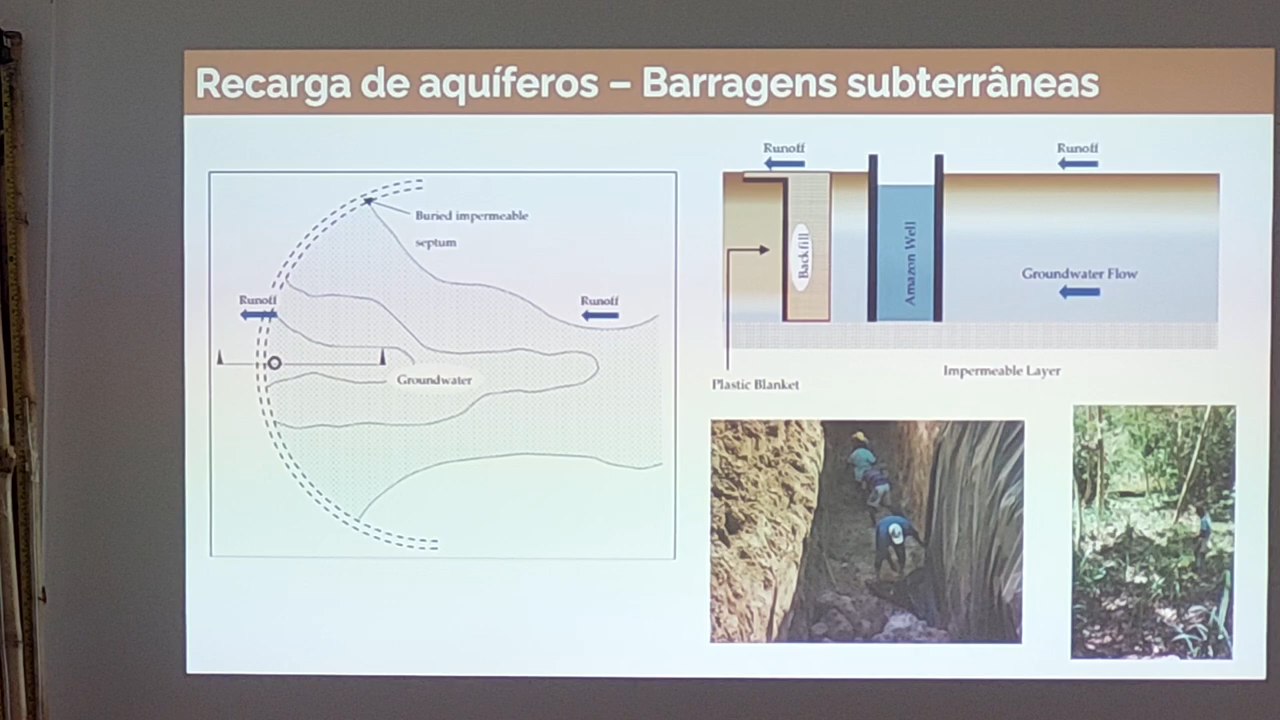 Recarga de aquíferos – Barragens subterrâneas
Buried impermeable
septum
Runoff
Runoff
Groundwater
Runoff
Runoff
Backfill
Amazon Well
Groundwater Flow
Plastic Blanket
Impermeable Layer